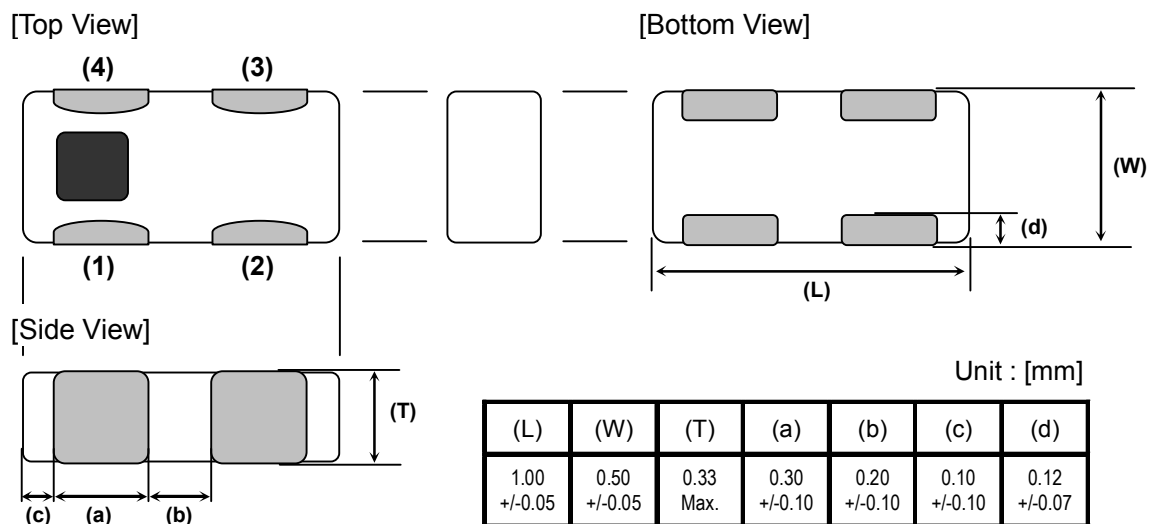 [Top View]
[Bottom View]
(4) (3)
(W)
(d)
(1) (2)
(L)
[Side View]
Unit : [mm]
(T)
(L) (W) (T) (a) (b) (c) (d)
1.00 0.50 0.33 0.30 0.20 0.10 0.12
+/-0.05 +/-0.05 Max. +/-0.10 +/-0.10 +/-0.10 +/-0.07
(c) (a) (b)